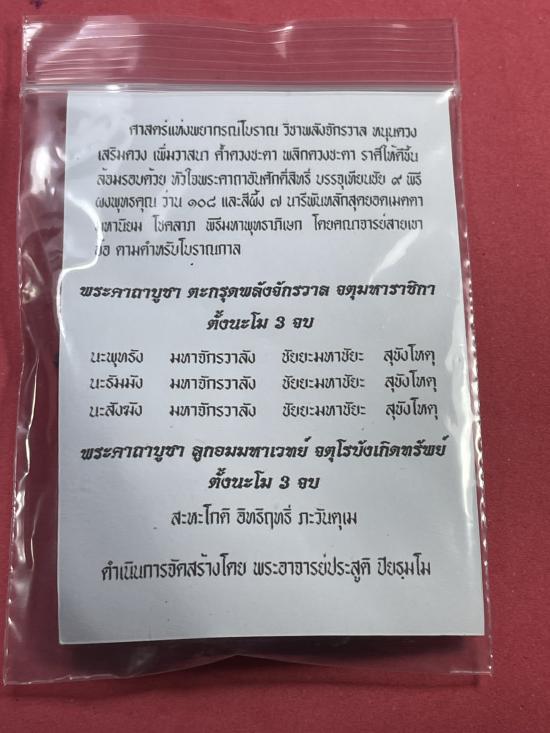 ศาสตร์แห่งพยากรณ์โบราณ วิชาพลังจักรวาล หนุนดวง
เสริมดวง เพิ่มวาสนา ค้ำดวงชะตา พลิกดวงชะตา ราศีให้ดีขึ้น
ล้อมรอบด้วย หัวใจพระคาถาอันศักดิ์สิทธิ์ บรรจุเทียนชัย ๙ พิธี
ผงพุทธคุณ ว่าน ๑๐๘ และสีผึ้ง ๗ นารีพันหลักสุดยอดเมตตา
มหานิยม โชคลาภ พิธีมหาพุทธาภิเษก โดยคณาจารย์สายเขา
อ้อ ตามตำหรับโบราณกาล
พระคาถาบูชา ตะกรุดพลังจักรวาล จตุมหาราชิกา
ตั้งนะโม 3 จบ
นะพุทธัง มหาจักรวาลัง ชัยยะมหาชัยะ สุขังโหตุ
นะธัมมัง มหาจักรวาลัง ชัยยะมหาชัยะ สุขังโหตุ
นะสังฆัง มหาจักรวาลัง ชัยยะมหาชัยะ สุขังโหตุ
พระคาถาบูชา ลูกอมมหาเวทย์ จตุโรบังเกิดทรัพย์
ตั้งนะโม 3 จบ
สะหะโกติ อิทธิฤทธิ์ ภะวันตุเม
ดำเนินการจัดสร้างโดย พระอาจารย์ประสูติ ปิยธมฺโม